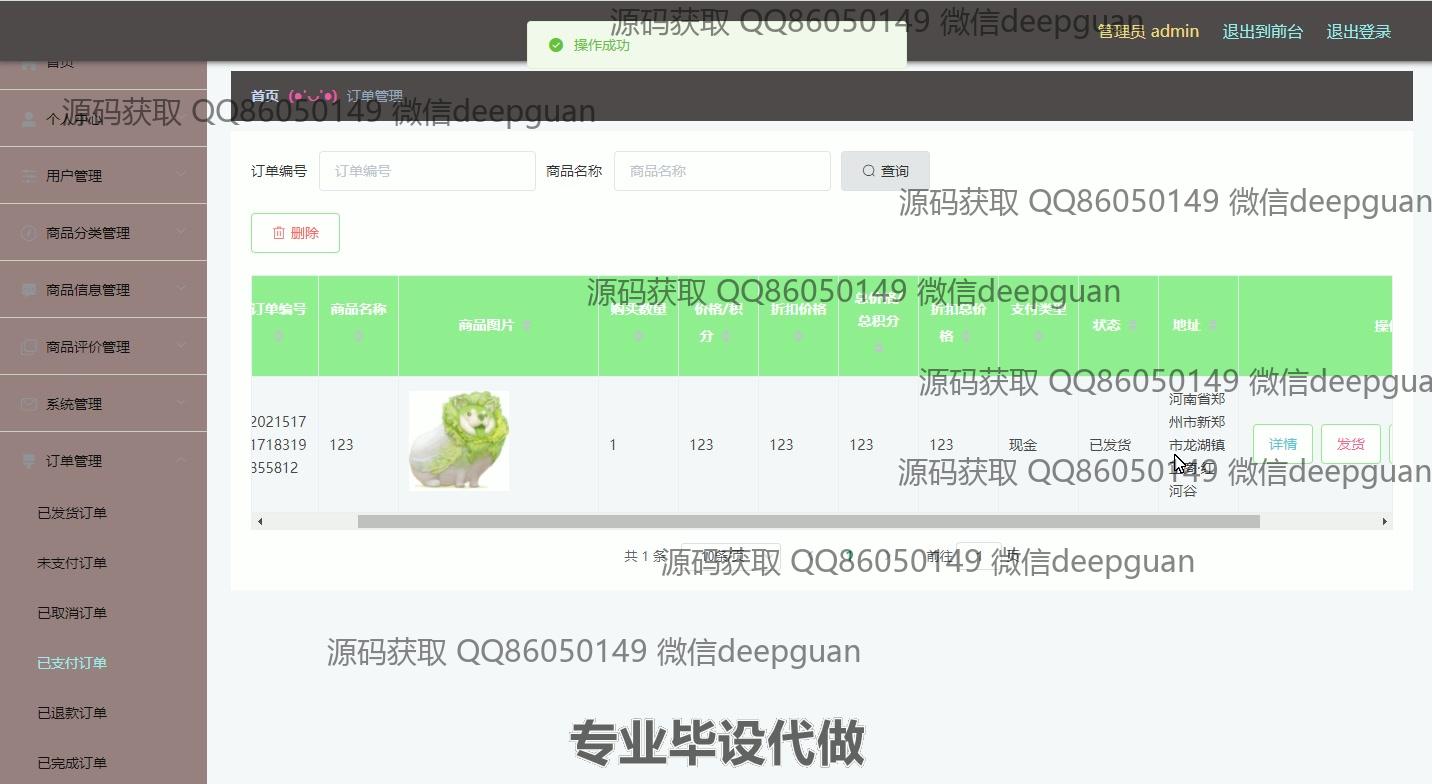 源码获取 QQ86050149 微信deepguan
操作成功
管理员 admin
退出到前台
退出登录
首页
首页 (●'◡'●) 订单管理
源码获取 QQ86050149 微信deepguan
个人中心
用户管理
商品分类管理
商品信息管理
商品评价管理
系统管理
订单管理
已发货订单
未支付订单
已取消订单
已支付订单
已退款订单
已完成订单
订单编号 订单编号 商品名称 商品名称 查询
源码获取 QQ86050149 微信deepguan
删除
源码获取 QQ86050149 微信deepguan
订单编号 商品名称 商品图片 购买数量 价格/积分 折扣价格 总价格/总积分 折扣总价格 支付类型 状态 地址
源码获取 QQ86050149 微信deepgua
2021517
1718319
855812
123
1
123
123
123
123
现金
已发货
河南省郑
州市新郑
市龙湖镇
河谷
详情
发货
源码获取 QQ86050149 微信deepguan
共 1 条 10条/页 1 前往 1 页
源码获取 QQ86050149 微信deepguan
源码获取 QQ86050149 微信deepguan
专业毕设代做